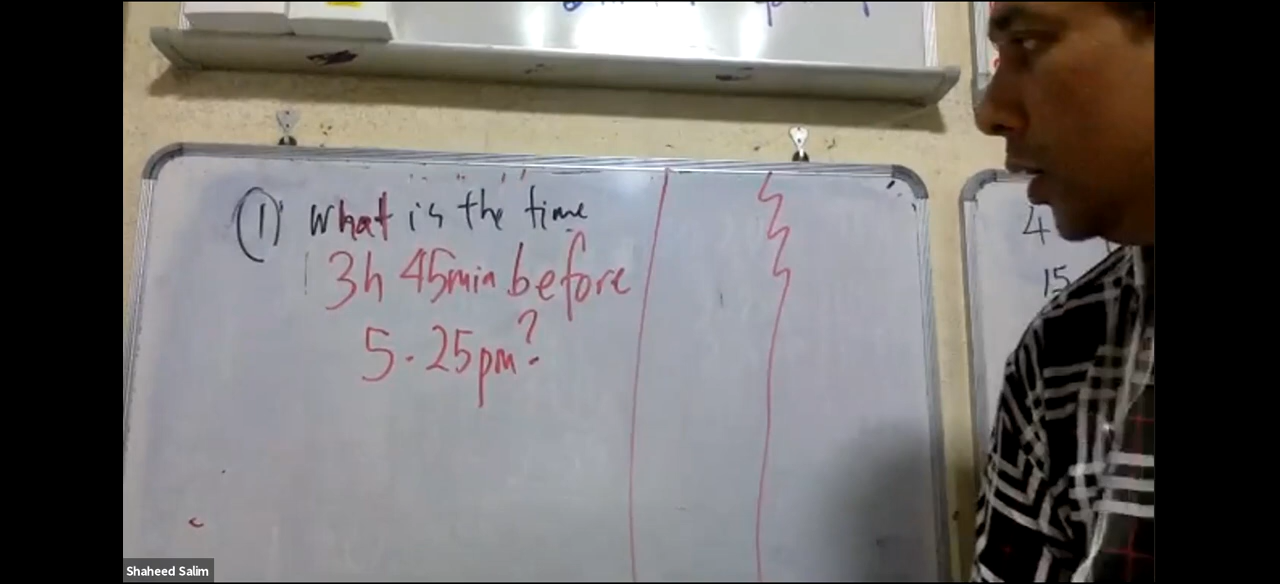 ① What is the time
3h 45min before
5.25pm?
4
15
Shaheed Salim